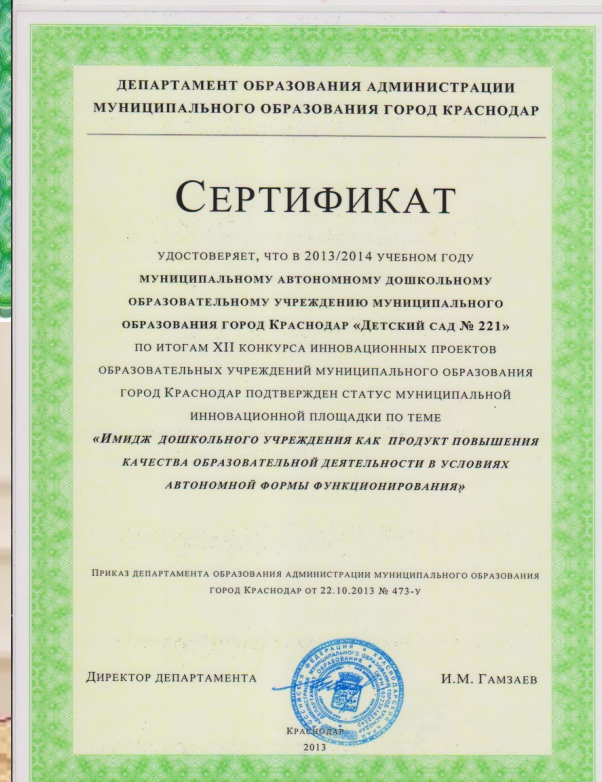 ДЕПАРТАМЕНТ ОБРАЗОВАНИЯ АДМИНИСТРАЦИИ
МУНИЦИПАЛЬНОГО ОБРАЗОВАНИЯ ГОРОД КРАСНОДАР
СЕРТИФИКАТ
УДОСТОВЕРЯЕТ, ЧТО В 2013/2014 УЧЕБНОМ ГОДУ
МУНИЦИПАЛЬНОМУ АВТОНОМНОМУ ДОШКОЛЬНОМУ
ОБРАЗОВАТЕЛЬНОМУ УЧРЕЖДЕНИЮ МУНИЦИПАЛЬНОГО
ОБРАЗОВАНИЯ ГОРОД КРАСНОДАР «ДЕТСКИЙ САД № 221»
ПО ИТОГАМ XII КОНКУРСА ИННОВАЦИОННЫХ ПРОЕКТОВ
ОБРАЗОВАТЕЛЬНЫХ УЧРЕЖДЕНИЙ МУНИЦИПАЛЬНОГО ОБРАЗОВАНИЯ
ГОРОД КРАСНОДАР ПОДТВЕРЖДЕН СТАТУС МУНИЦИПАЛЬНОЙ
ИННОВАЦИОННОЙ ПЛОЩАДКИ ПО ТЕМЕ
«ИМИДЖ ДОШКОЛЬНОГО УЧРЕЖДЕНИЯ КАК ПРОДУКТ ПОВЫШЕНИЯ
КАЧЕСТВА ОБРАЗОВАТЕЛЬНОЙ ДЕЯТЕЛЬНОСТИ В УСЛОВИЯХ
АВТОНОМНОЙ ФОРМЫ ФУНКЦИОНИРОВАНИЯ»
ПРИКАЗ ДЕПАРТАМЕНТА ОБРАЗОВАНИЯ АДМИНИСТРАЦИИ МУНИЦИПАЛЬНОГО ОБРАЗОВАНИЯ
ГОРОД КРАСНОДАР ОТ 22.10.2013 № 473-У
ДИРЕКТОР ДЕПАРТАМЕНТА
И.М. ГАМЗАЕВ
КРАСНОДАР
2013